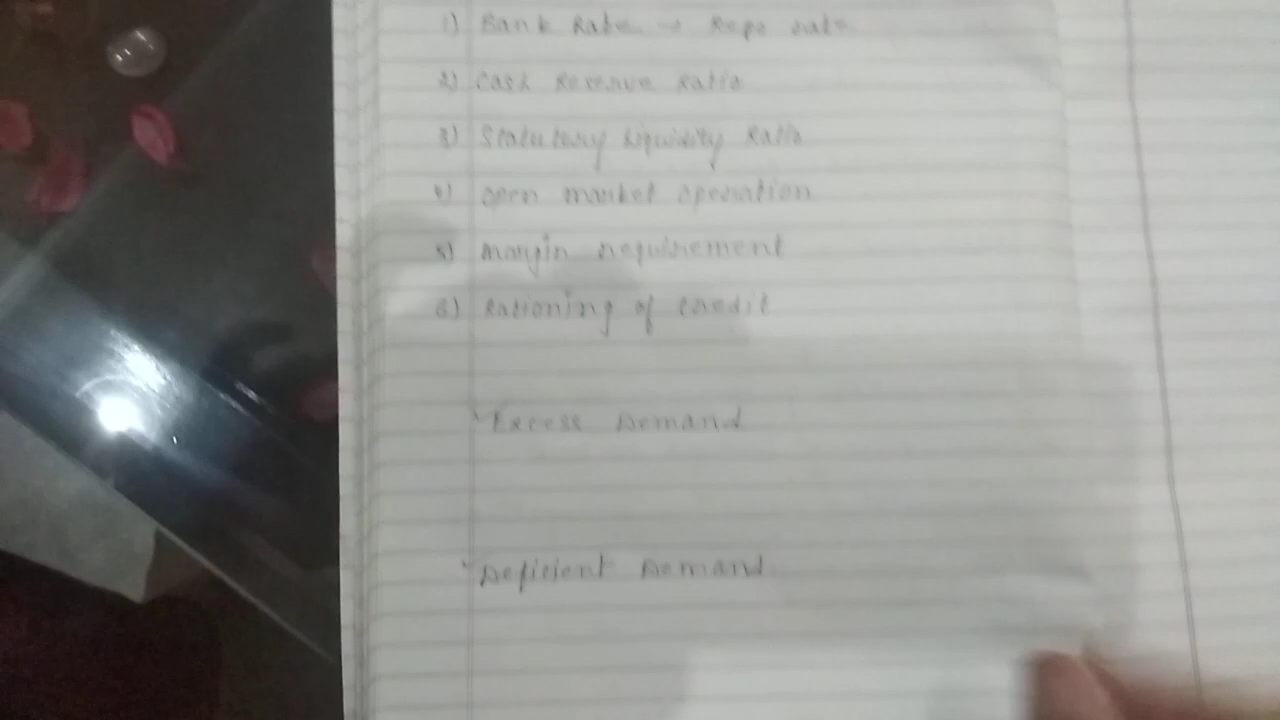 1) Bank Rate → Repo rate
2) Cash Reserve Ratio
3) Statutory Liquidity Ratio
4) open market operation
5) margin requirement
6) Rationing of credit
Excess Demand
Deficient Demand